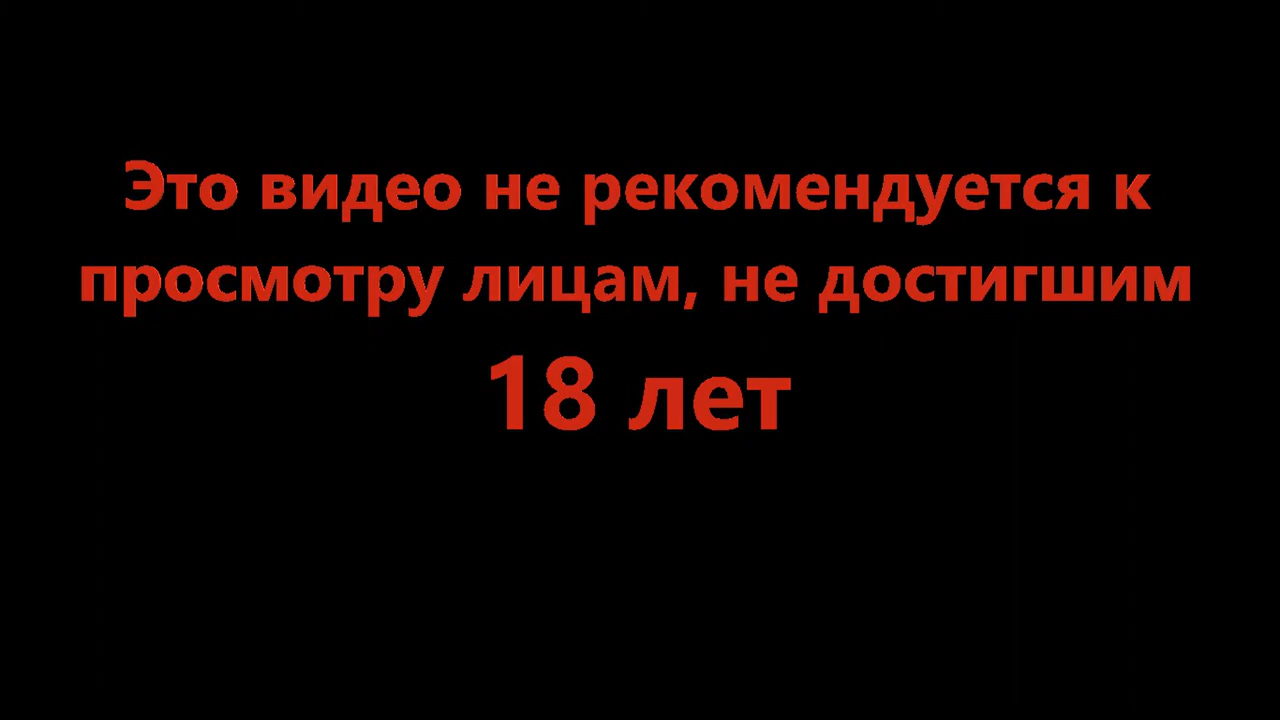 Это видео не рекомендуется к
просмотру лицам, не достигшим
18 лет